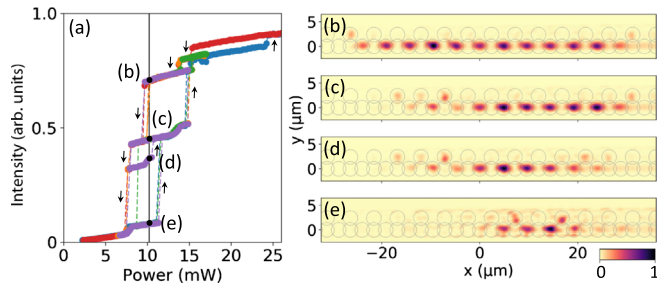 (a)
1.0
0.5
0
Intensity (arb. units)
(b)
(c)
(d)
(e)
0 5 10 15 20 25
Power (mW)
(b)
5
0
(c)
5
0
(d)
5
0
(e)
5
0
y (μm)
−20 0 20
x (μm)
0 1